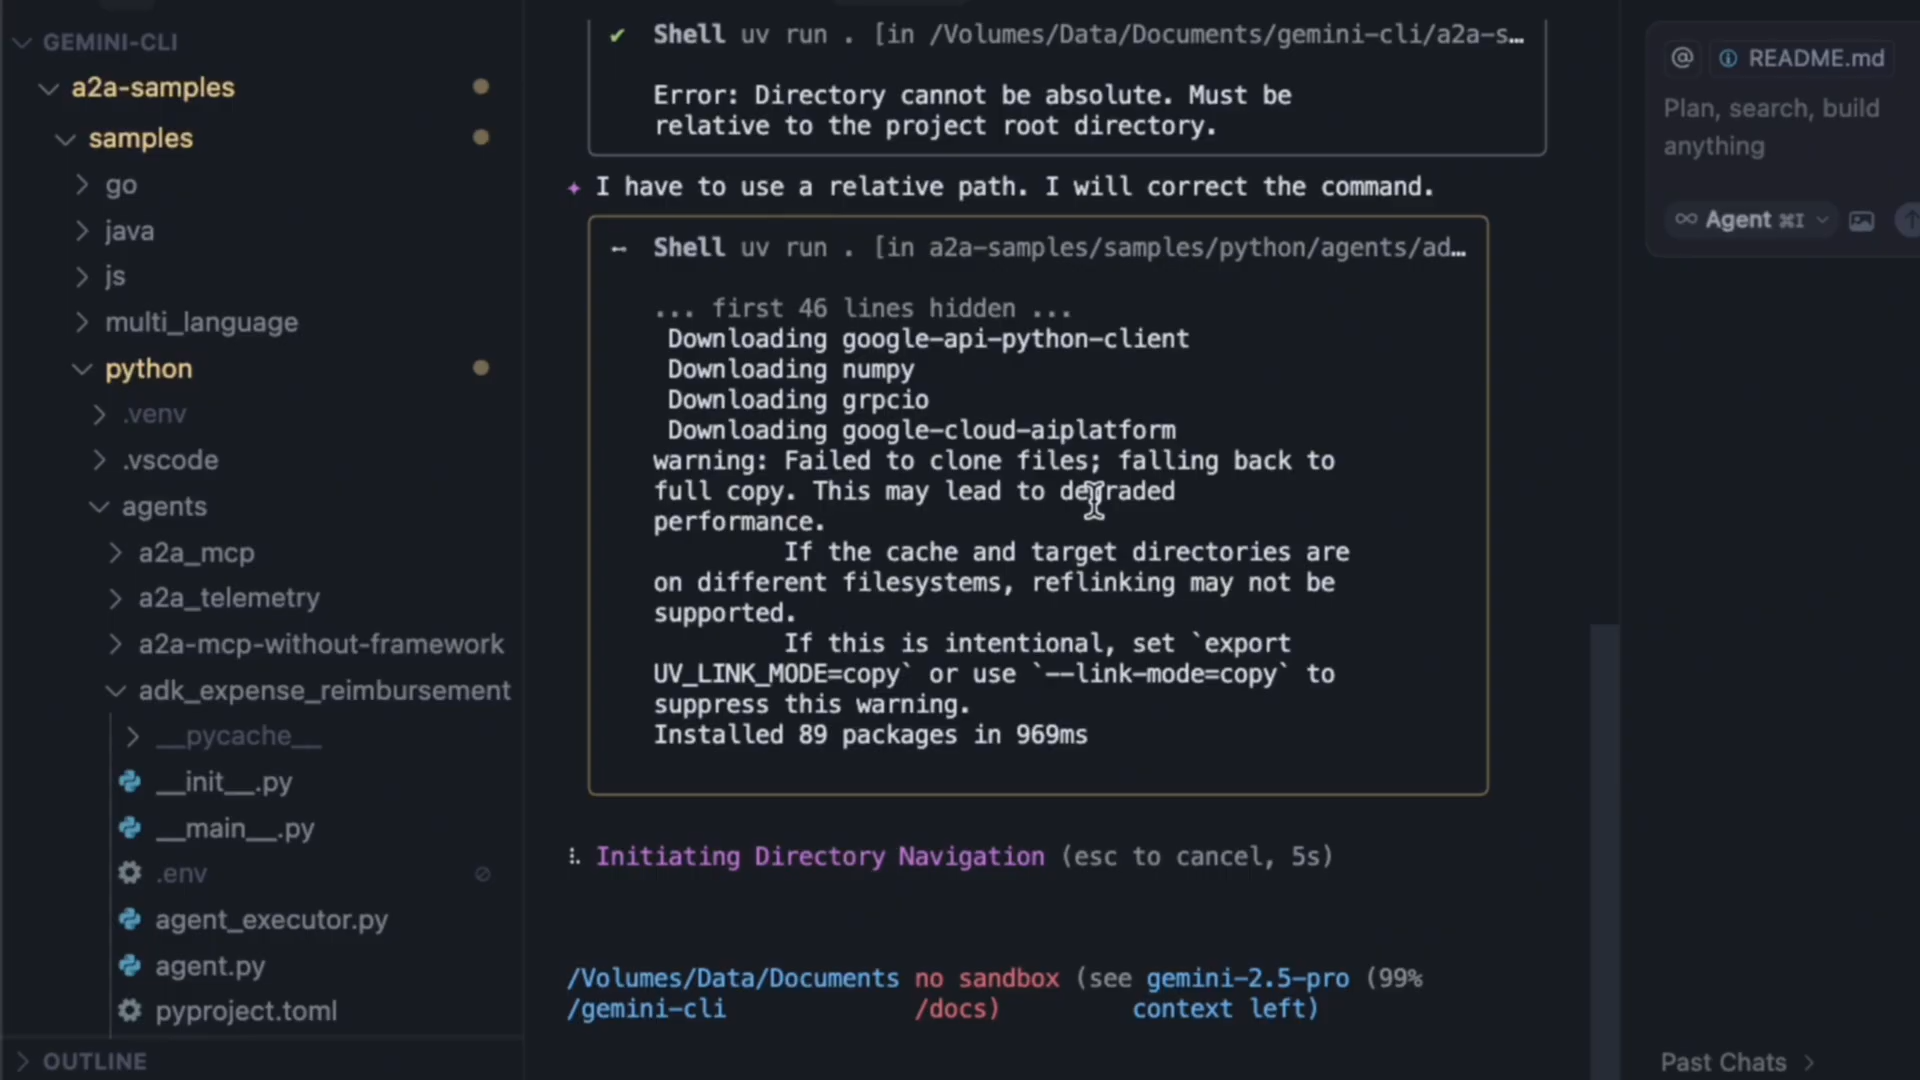 GEMINI-CLI
a2a-samples
samples
go
java
js
multi_language
python
.venv
.vscode
agents
a2a_mcp
a2a_telemetry
a2a-mcp-without-framework
adk_expense_reimbursement
__pycache__
__init__.py
__main__.py
.env
agent_executor.py
agent.py
pyproject.toml
OUTLINE
✔ Shell uv run . [in /Volumes/Data/Documents/gemini-cli/a2a-s…
Error: Directory cannot be absolute. Must be
relative to the project root directory.
✦ I have to use a relative path. I will correct the command.
Shell uv run . [in a2a-samples/samples/python/agents/ad…
... first 46 lines hidden ...
Downloading google-api-python-client
Downloading numpy
Downloading grpcio
Downloading google-cloud-aiplatform
warning: Failed to clone files; falling back to
full copy. This may lead to degraded
performance.
If the cache and target directories are
on different filesystems, reflinking may not be
supported.
If this is intentional, set `export
UV_LINK_MODE=copy` or use `--link-mode=copy` to
suppress this warning.
Installed 89 packages in 969ms
Initiating Directory Navigation (esc to cancel, 5s)
/Volumes/Data/Documents no sandbox (see gemini-2.5-pro (99%
/gemini-cli /docs) context left)
@ README.md
Plan, search, build
anything
∞ Agent ⌘I
Past Chats